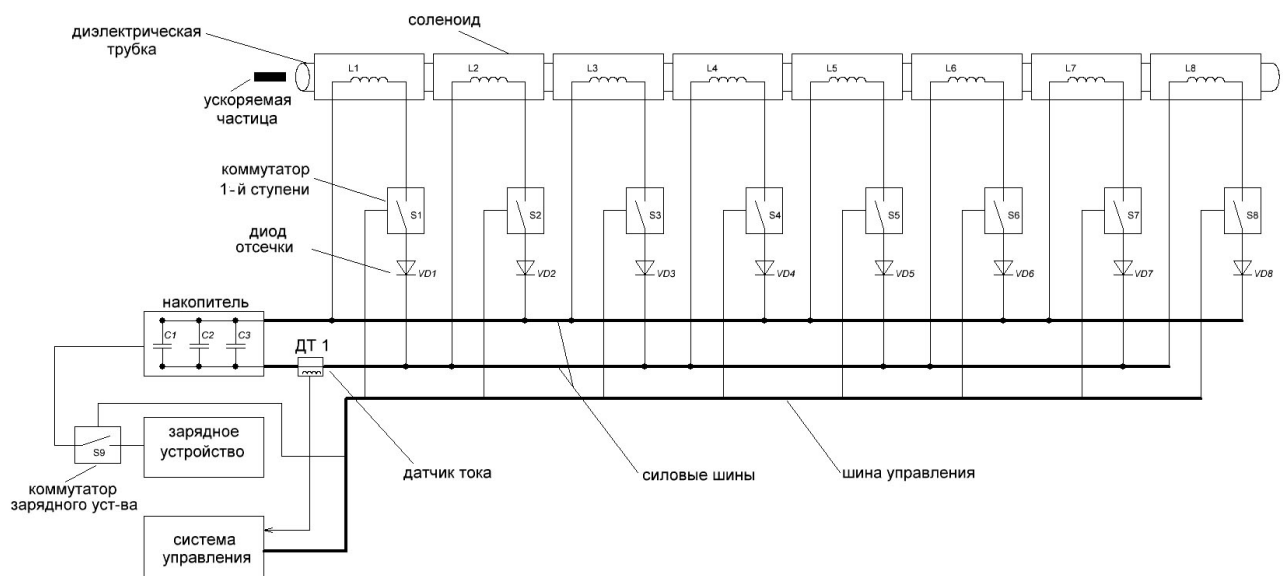 соленоид
диэлектрическая
трубка
L1 L2 L3 L4 L5 L6 L7 L8
ускоряемая
частица
коммутатор
1-й ступени
S1 S2 S3 S4 S5 S6 S7 S8
диод
отсечки
VD1 VD2 VD3 VD4 VD5 VD6 VD7 VD8
накопитель
C1 C2 C3
ДТ 1
зарядное
устройство
S9
датчик тока
силовые шины
шина управления
коммутатор
зарядного уст-ва
система
управления